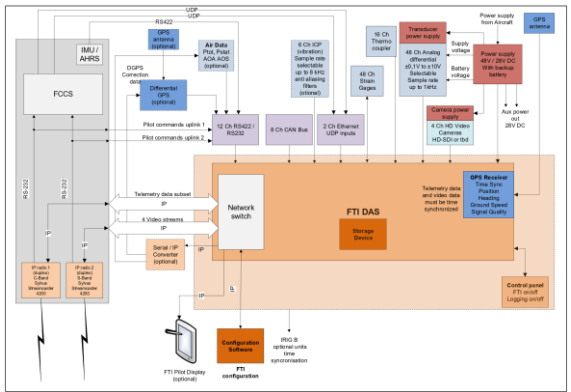 UDP
UDP
RS422
IMU /
AHRS
GPS
antenna
(optional)
Air Data
Ptot, Pstat
AOA AOS
(optional)
8 Ch ICP
(vibration)
Sample rate
selectable
up to 8 kHz
anti aliasing
filters
(optional)
16 Ch
Thermo
coupler
Transducer
power supply
48 Ch Analog
differential
±0.1V to ±10V
Selectable
Sample rate
up to 1kHz
Power supply
from Aircraft
GPS
antenna
Supply
voltage
Battery
voltage
Power supply
48V / 28V DC
With backup
battery
FCCS
DGPS
Correction
data
Differential
GPS
(optional)
48 Ch
Strain
Gages
Camera power
supply
4 Ch HD Video
Cameras
HD-SDI or tbd
Aux power
out
28V DC
Pilot commands uplink 1
Pilot commands uplink 2
12 Ch RS422 /
RS232
8 Ch CAN Bus
2 Ch Ethernet
UDP inputs
RS-232
RS-232
Telemetry data subset
IP
4 Video streams
IP
Network
switch
FTI DAS
Storage
Device
Telemetry data
and video data
must be time
synchronized
GPS Receiver
Time Sync
Position
Heading
Ground Speed
Signal Quality
IP
IP
Serial / IP
Converter
(optional)
IP
IP
IP
IP radio 1
(duplex)
C-Band
Streamcaster
4200
IP radio 2
(duplex)
S-Band
Streamcaster
4200
Control panel
FTI on/off
Logging on/off
FTI Pilot Display
(optional)
Configuration
Software
FTI
configuration
IRIG B
optional units
time
syncronisation